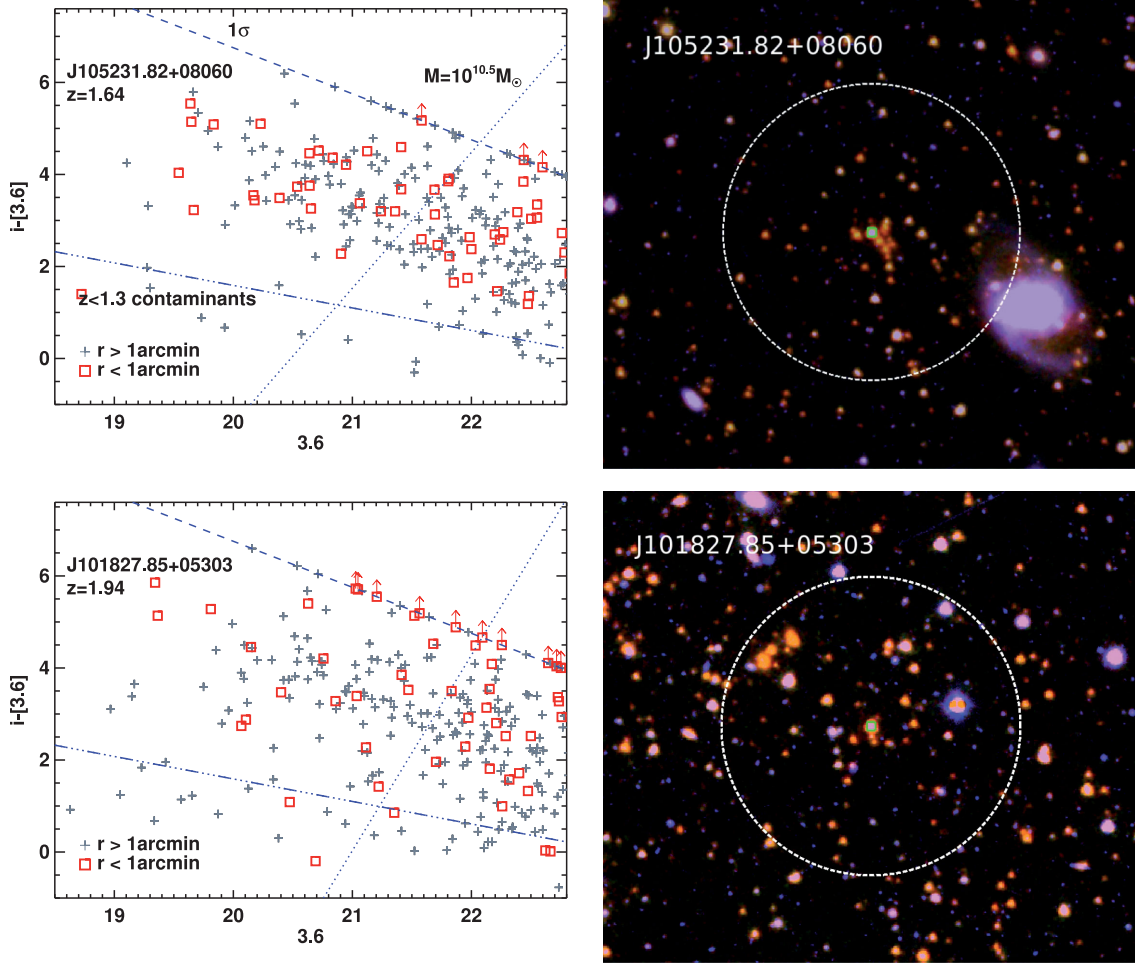 1σ
J105231.82+08060
z=1.64
M=10^10.5 M⊙
6
4
2
0
i-[3.6]
z<1.3 contaminants
+ r > 1arcmin
□ r < 1arcmin
19 20 21 22
3.6
J105231.82+08060
J101827.85+05303
z=1.94
6
4
2
0
i-[3.6]
+ r > 1arcmin
□ r < 1arcmin
19 20 21 22
3.6
J101827.85+05303